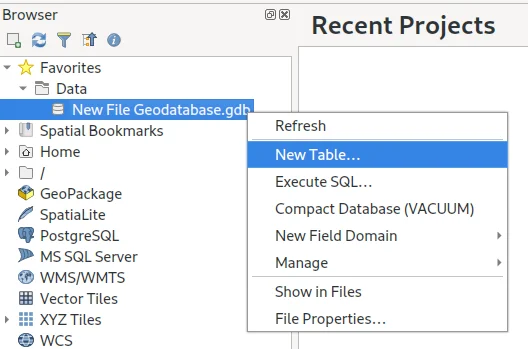 Browser
Recent Projects
Favorites
Data
New File Geodatabase.gdb
Spatial Bookmarks
Home
/
GeoPackage
SpatiaLite
PostgreSQL
MS SQL Server
WMS/WMTS
Vector Tiles
XYZ Tiles
WCS
Refresh
New Table...
Execute SQL...
Compact Database (VACUUM)
New Field Domain
Manage
Show in Files
File Properties...